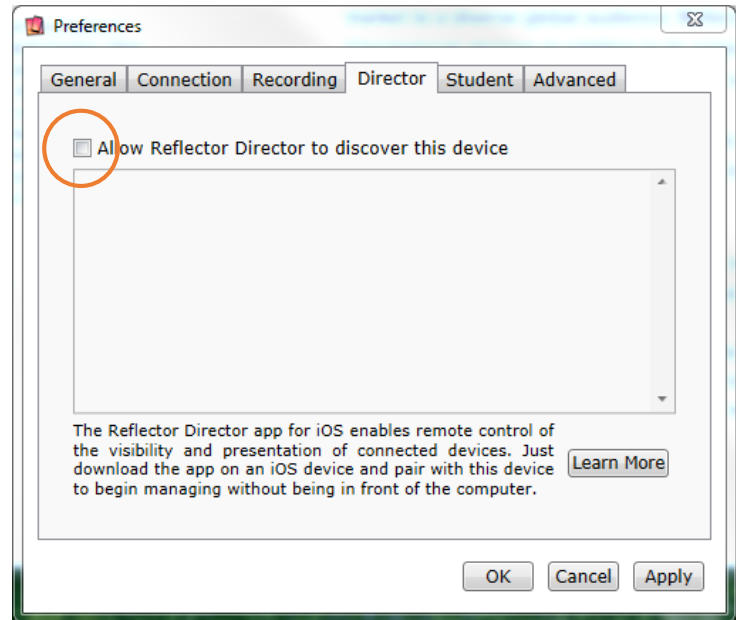 Preferences
General Connection Recording Director Student Advanced
Allow Reflector Director to discover this device
The Reflector Director app for iOS enables remote control of
the visibility and presentation of connected devices. Just
download the app on an iOS device and pair with this device
to begin managing without being in front of the computer.
Learn More
OK Cancel Apply